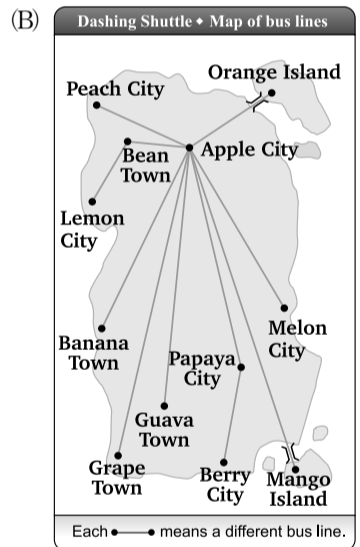 (B)
Dashing Shuttle ◆ Map of bus lines
Orange Island
Peach City
Apple City
Bean
Town
Lemon
City
Melon
City
Banana
Town
Papaya
City
Guava
Town
Grape
Town
Berry
City
Mango
Island
Each means a different bus line.